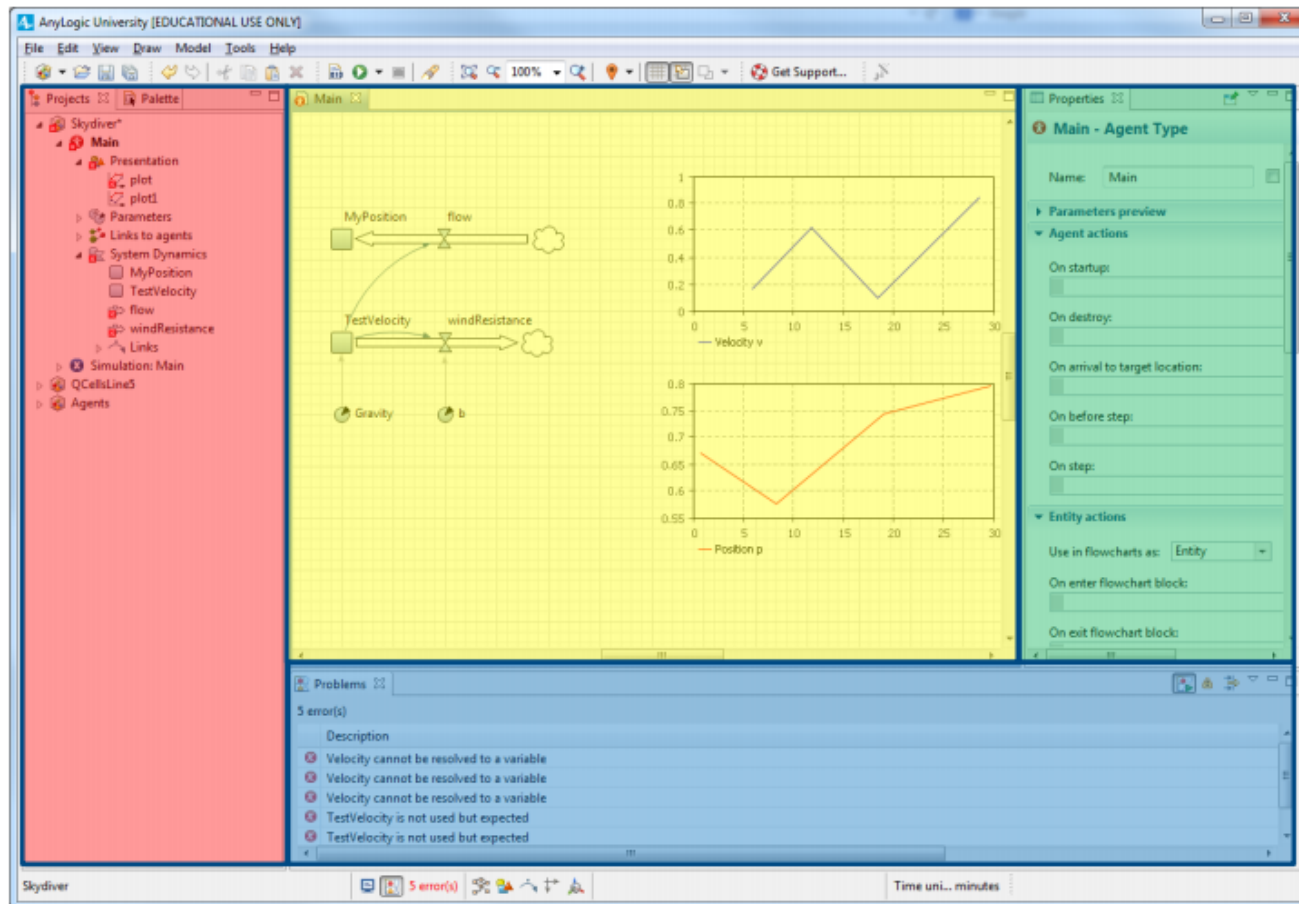 AnyLogic University [EDUCATIONAL USE ONLY]
File Edit View Draw Model Tools Help
100% Get Support...
Projects Palette
Skydiver*
Main
Presentation
plot
plot1
Parameters
Links to agents
System Dynamics
MyPosition
TestVelocity
flow
windResistance
Links
Simulation: Main
QCellsLine5
Agents
Main
MyPosition flow
TestVelocity windResistance
Gravity b
1
0.8
0.6
0.4
0.2
0
0 5 10 15 20 25 30
Velocity v
0.8
0.75
0.7
0.65
0.6
0.55
0 5 10 15 20 25 30
Position p
Properties
Main - Agent Type
Name: Main
Parameters preview
Agent actions
On startup:
On destroy:
On arrival to target location:
On before step:
On step:
Entity actions
Use in flowcharts as: Entity
On enter flowchart block:
On exit flowchart block:
Problems
5 error(s)
Description
Velocity cannot be resolved to a variable
Velocity cannot be resolved to a variable
Velocity cannot be resolved to a variable
TestVelocity is not used but expected
TestVelocity is not used but expected
Skydiver 5 error(s) Time uni... minutes